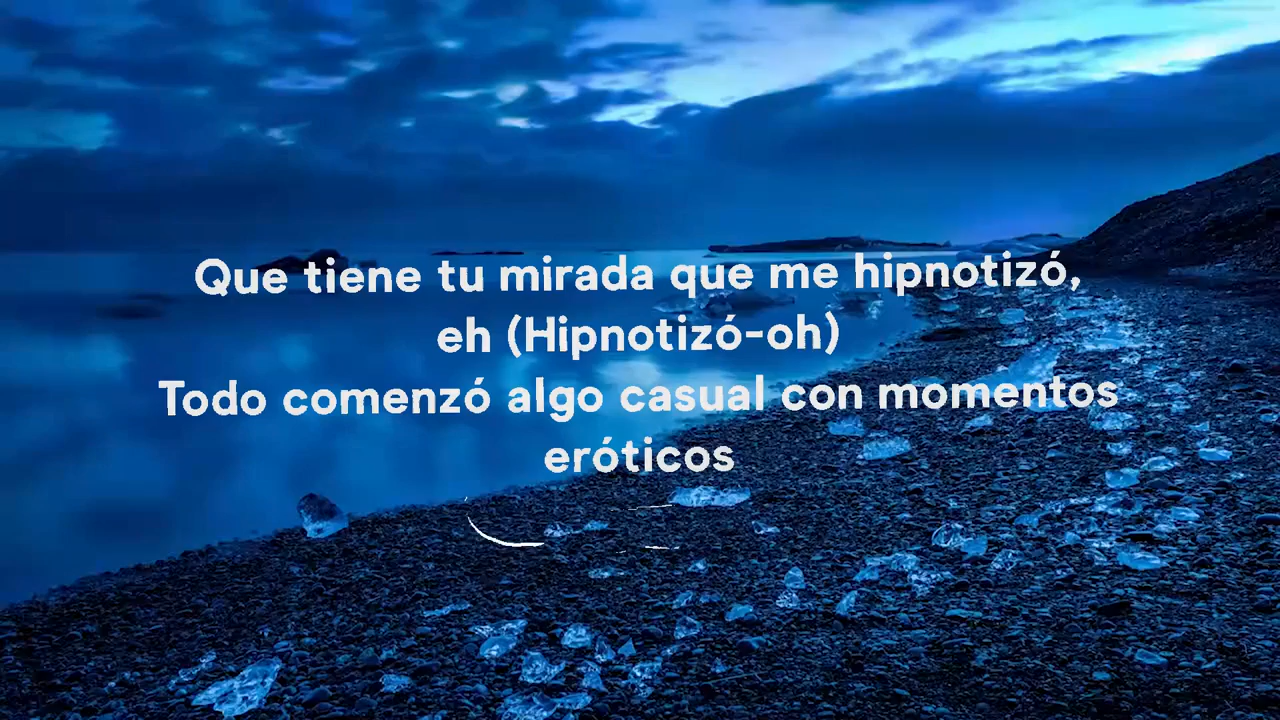 Que tiene tu mirada que me hipnotizó,
eh (Hipnotizó-oh)
Todo comenzó algo casual con momentos
eróticos